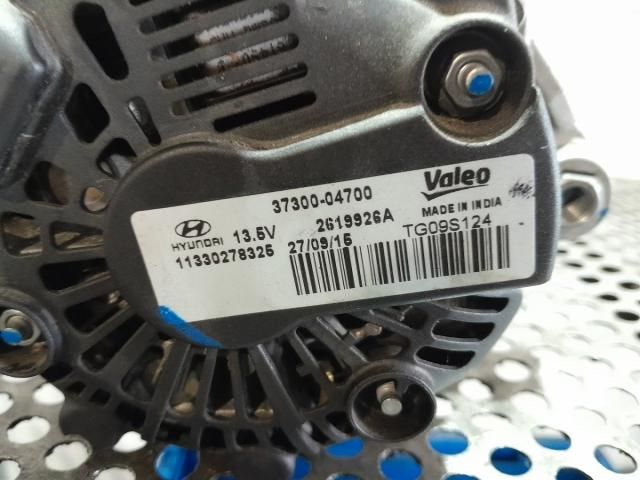 37300-04700
Valeo
HYUNDAI 13.5V 2619926A MADE IN INDIA
11330278325 27/09/15 TG09S124